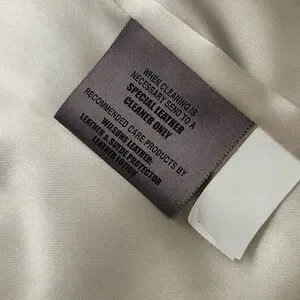 WHEN CLEANING IS
NECESSARY SEND TO A
SPECIAL LEATHER
CLEANER ONLY
RECOMMENDED CARE PRODUCTS BY
WILSONS LEATHER:
LEATHER & SUEDE PROTECTOR
LEATHER LOTION